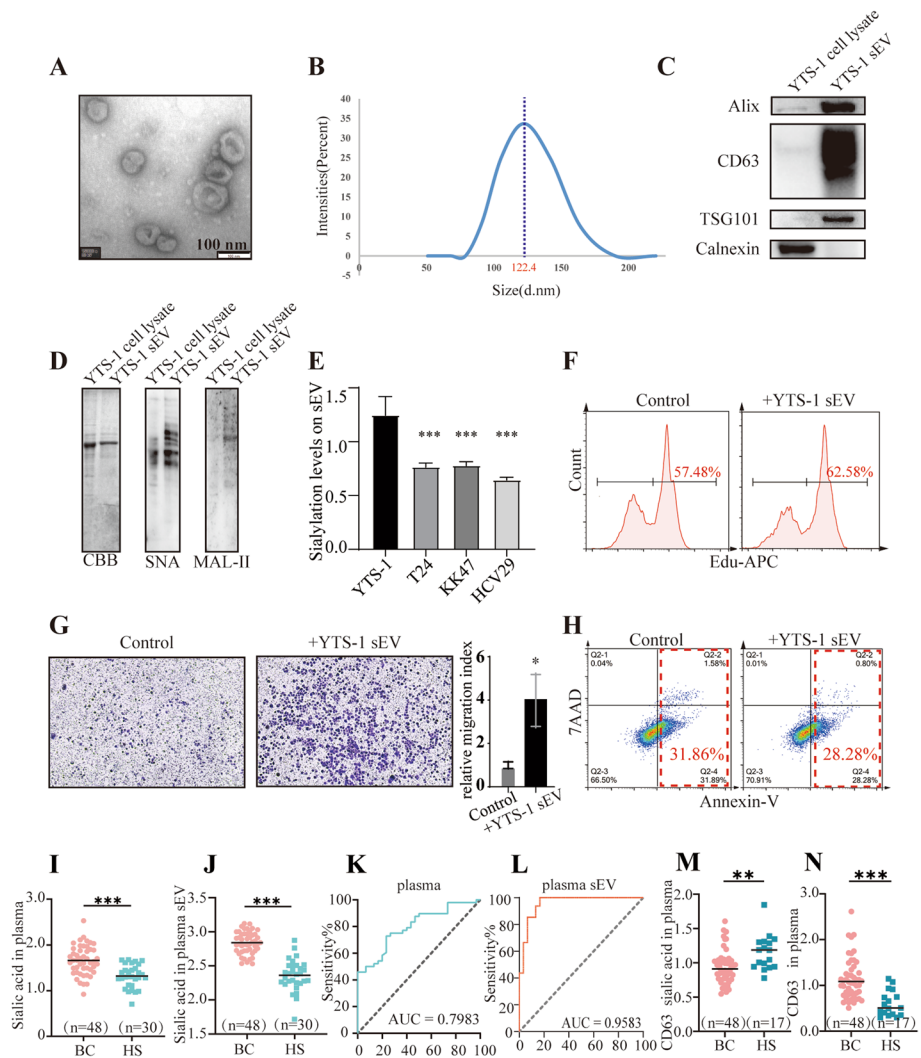 A
100 nm
B
Intensities(Percent)
40
35
30
25
20
15
10
5
0
-5
50
100
122.4
150
200
Size(d.nm)
C
YTS-1 cell lysate
YTS-1 sEV
Alix
CD63
TSG101
Calnexin
D
YTS-1 cell lysate
YTS-1 sEV
YTS-1 cell lysate
YTS-1 sEV
YTS-1 cell lysate
YTS-1 sEV
CBB
SNA
MAL-II
E
Sialylation levels on sEV
1.5
1.0
0.5
0.0
***
***
***
YTS-1
T24
KK47
HCV29
F
Control
+YTS-1 sEV
Count
57.48%
62.58%
Edu-APC
G
Control
+YTS-1 sEV
relative migration index
6
4
2
0
*
Control
+YTS-1 sEV
H
Control
+YTS-1 sEV
7AAD
Q2-1
0.04%
Q2-2
1.58%
31.86%
Q2-3
66.50%
Q2-4
31.89%
Q2-1
0.01%
Q2-2
0.80%
28.28%
Q2-3
70.91%
Q2-4
28.28%
Annexin-V
I
Sialic acid in plasma
3.0
2.0
1.0
0.0
***
(n=48)
(n=30)
BC
HS
J
Sialic acid in plasma sEV
3.5
3.0
2.5
2.0
1.7
***
(n=48)
(n=30)
BC
HS
K
plasma
Sensitivity%
100
80
60
40
20
0
AUC = 0.7983
0
20
40
60
80
100
L
plasma sEV
Sensitivity%
100
80
60
40
20
0
AUC = 0.9583
0
20
40
60
80
100
M
CD63 sialic acid in plasma
2.0
1.5
1.0
0.5
0.0
**
(n=48)
(n=17)
BC
HS
N
CD63 in plasma
3.0
2.0
1.0
0.0
***
(n=48)
(n=17)
BC
HS